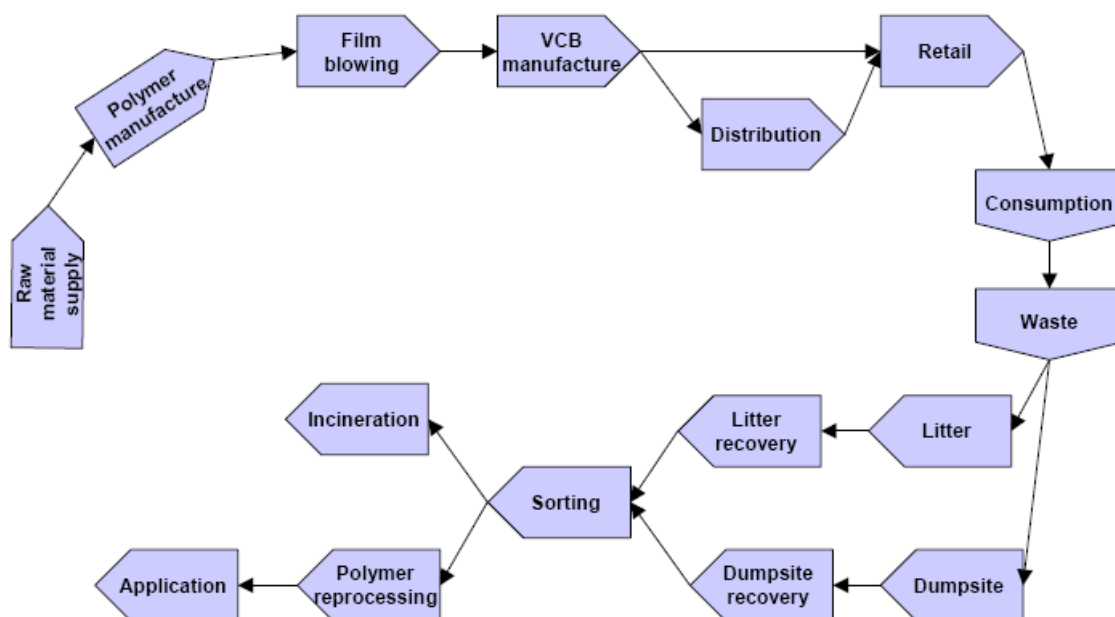 Raw
material
supply
Polymer
manufacture
Film
blowing
VCB
manufacture
Distribution
Retail
Consumption
Waste
Litter
Litter
recovery
Dumpsite
Dumpsite
recovery
Sorting
Incineration
Polymer
reprocessing
Application